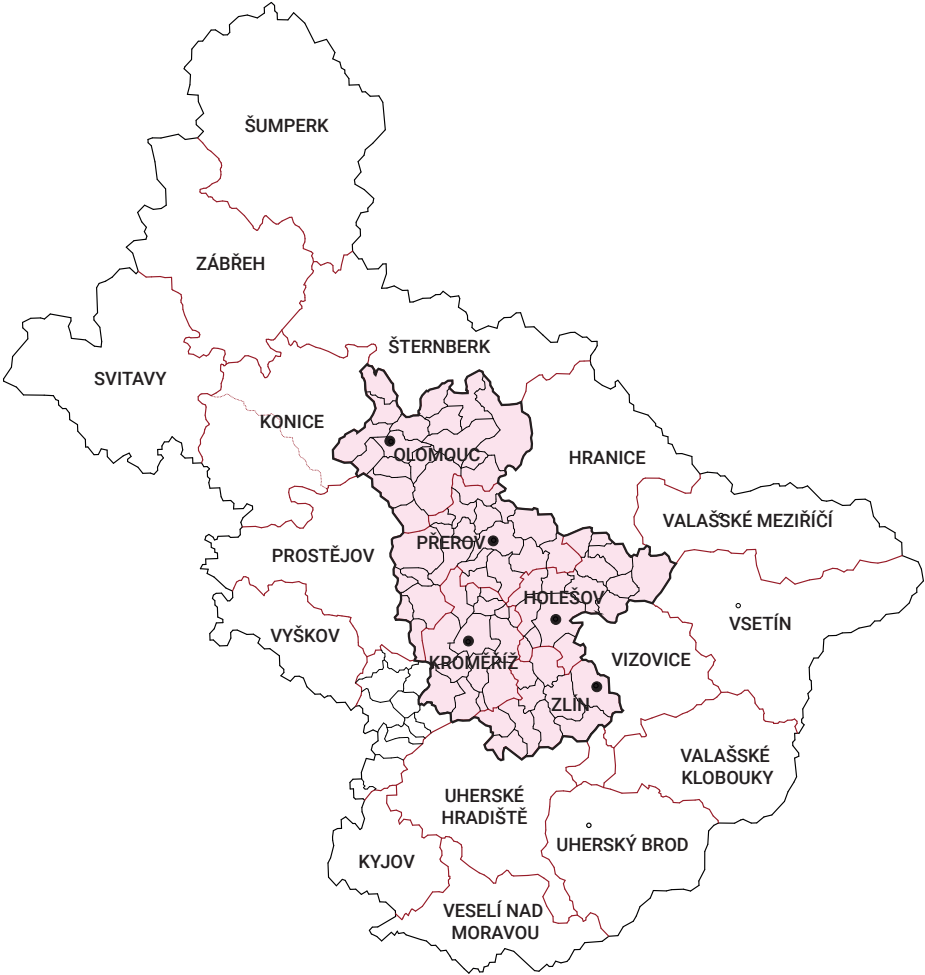 ŠUMPERK
ZÁBŘEH
ŠTERNBERK
SVITAVY
KONICE
OLOMOUC
HRANICE
VALAŠSKÉ MEZIŘÍČÍ
PŘEROV
PROSTĚJOV
HOLEŠOV
VSETÍN
VYŠKOV
VIZOVICE
KROMĚŘÍŽ
ZLÍN
VALAŠSKÉ
KLOBOUKY
UHERSKÉ
HRADIŠTĚ
UHERSKÝ BROD
KYJOV
VESELÍ NAD
MORAVOU